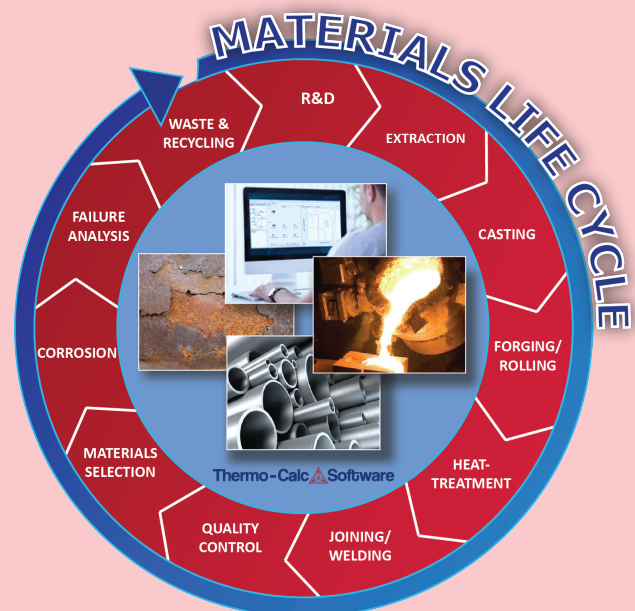 MATERIALS LIFE CYCLE
R&D
EXTRACTION
CASTING
FORGING/
ROLLING
HEAT-
TREATMENT
JOINING/
WELDING
QUALITY
CONTROL
MATERIALS
SELECTION
CORROSION
FAILURE
ANALYSIS
WASTE &
RECYCLING
Thermo-Calc Software